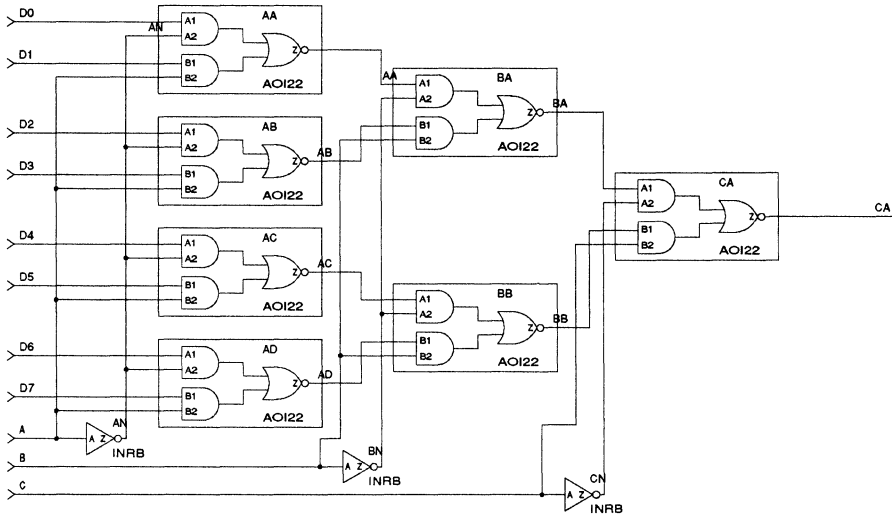 D0
AN
AA
A1
A2
Z
D1
B1
B2
AOI22
AA
BA
A1
A2
Z
BA
B1
B2
AOI22
D2
AB
A1
A2
Z
AB
D3
B1
B2
AOI22
CA
A1
A2
Z
CA
B1
B2
AOI22
D4
AC
A1
A2
Z
AC
D5
B1
B2
AOI22
BB
A1
A2
Z
BB
B1
B2
AOI22
D6
AD
A1
A2
Z
AD
D7
B1
B2
AOI22
A
AN
A Z
INRB
B
BN
A Z
INRB
C
CN
A Z
INRB